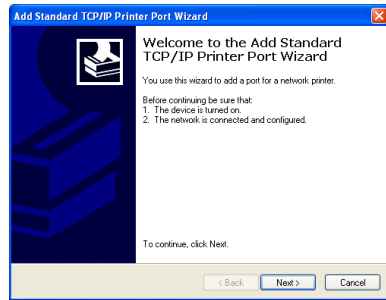 Add Standard TCP/IP Printer Port Wizard
Welcome to the Add Standard
TCP/IP Printer Port Wizard
You use this wizard to add a port for a network printer.
Before continuing be sure that:
1. The device is turned on.
2. The network is connected and configured.
To continue, click Next.
< Back Next > Cancel